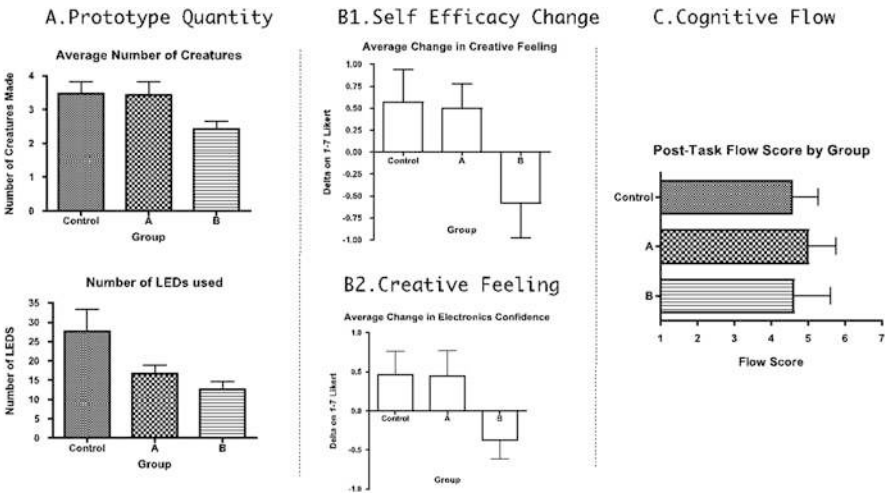 A.Prototype Quantity
Average Number of Creatures
Number of Creatures Made
4
3
2
1
0
Control
A
B
Group
Number of LEDs used
Number of LEDS
35
30
25
20
15
10
5
0
Control
A
B
Group
B1.Self Efficacy Change
Average Change in Creative Feeling
Delta on 1-7 Likert
1.00
0.75
0.50
0.25
0.00
-0.25
-0.50
-0.75
-1.00
Control
A
B
Group
B2.Creative Feeling
Average Change in Electronics Confidence
Delta on 1-7 Likert
1.0
0.5
0.0
-0.5
-1.0
Control
A
B
Group
C.Cognitive Flow
Post-Task Flow Score by Group
Control
A
B
1 2 3 4 5 6 7
Flow Score